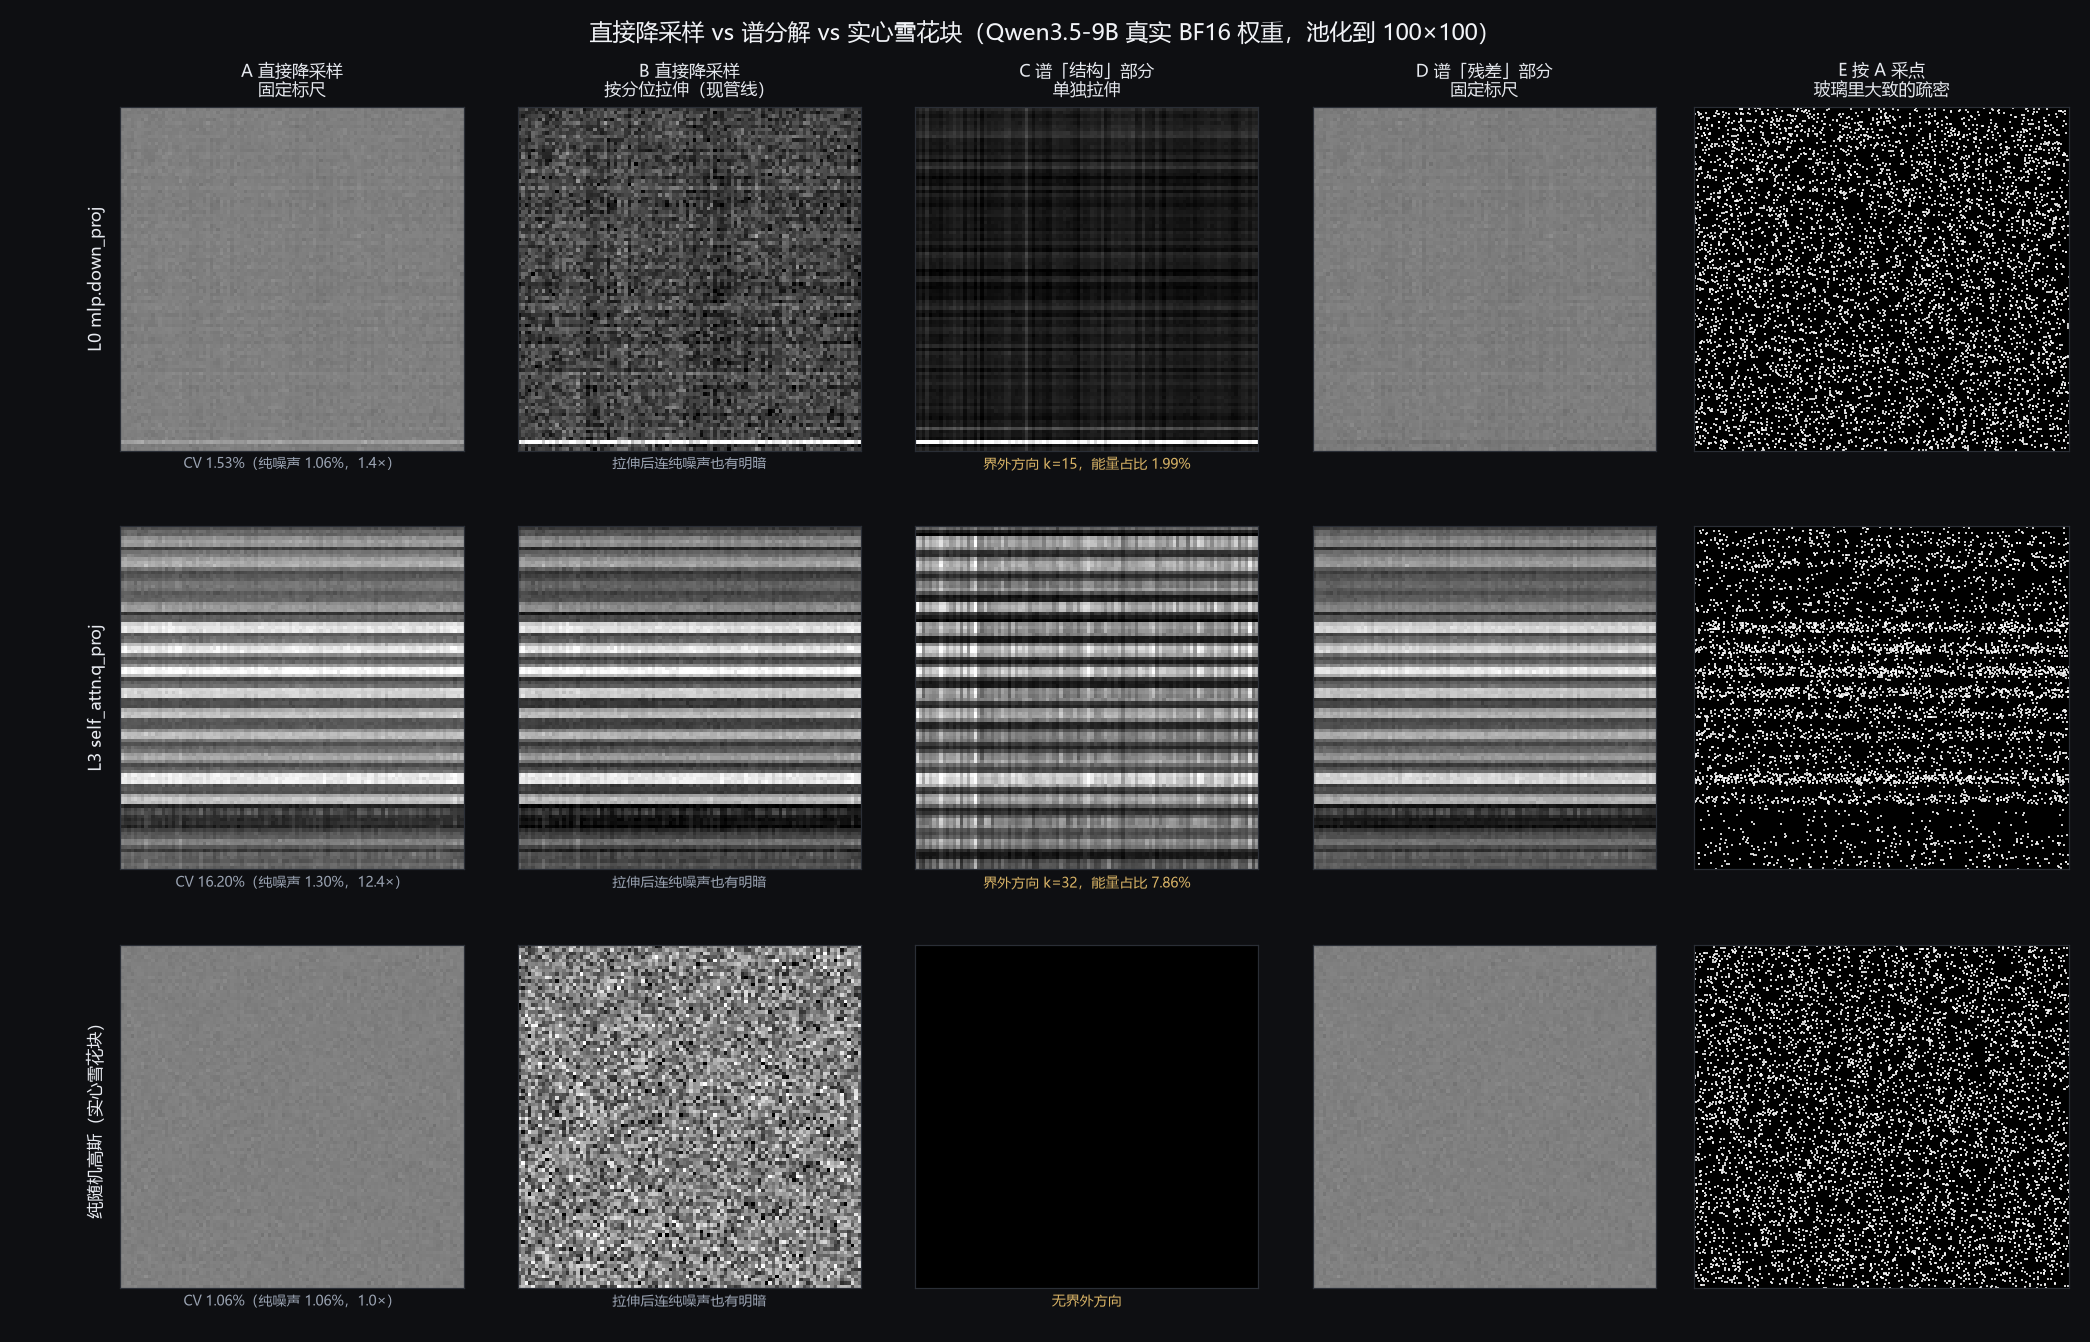 直接降采样 vs 谱分解 vs 实心雪花块（Qwen3.5-9B 真实 BF16 权重，池化到 100×100）
A 直接降采样
固定标尺
B 直接降采样
按分位拉伸（现管线）
C 谱「结构」部分
单独拉伸
D 谱「残差」部分
固定标尺
E 按 A 采点
玻璃里大致的疏密
L0 mlp.down_proj
CV 1.53%（纯噪声 1.06%，1.4×）
拉伸后连纯噪声也有明暗
界外方向 k=15，能量占比 1.99%
L3 self_attn.q_proj
CV 16.20%（纯噪声 1.30%，12.4×）
拉伸后连纯噪声也有明暗
界外方向 k=32，能量占比 7.86%
纯随机高斯（实心雪花块）
CV 1.06%（纯噪声 1.06%，1.0×）
拉伸后连纯噪声也有明暗
无界外方向